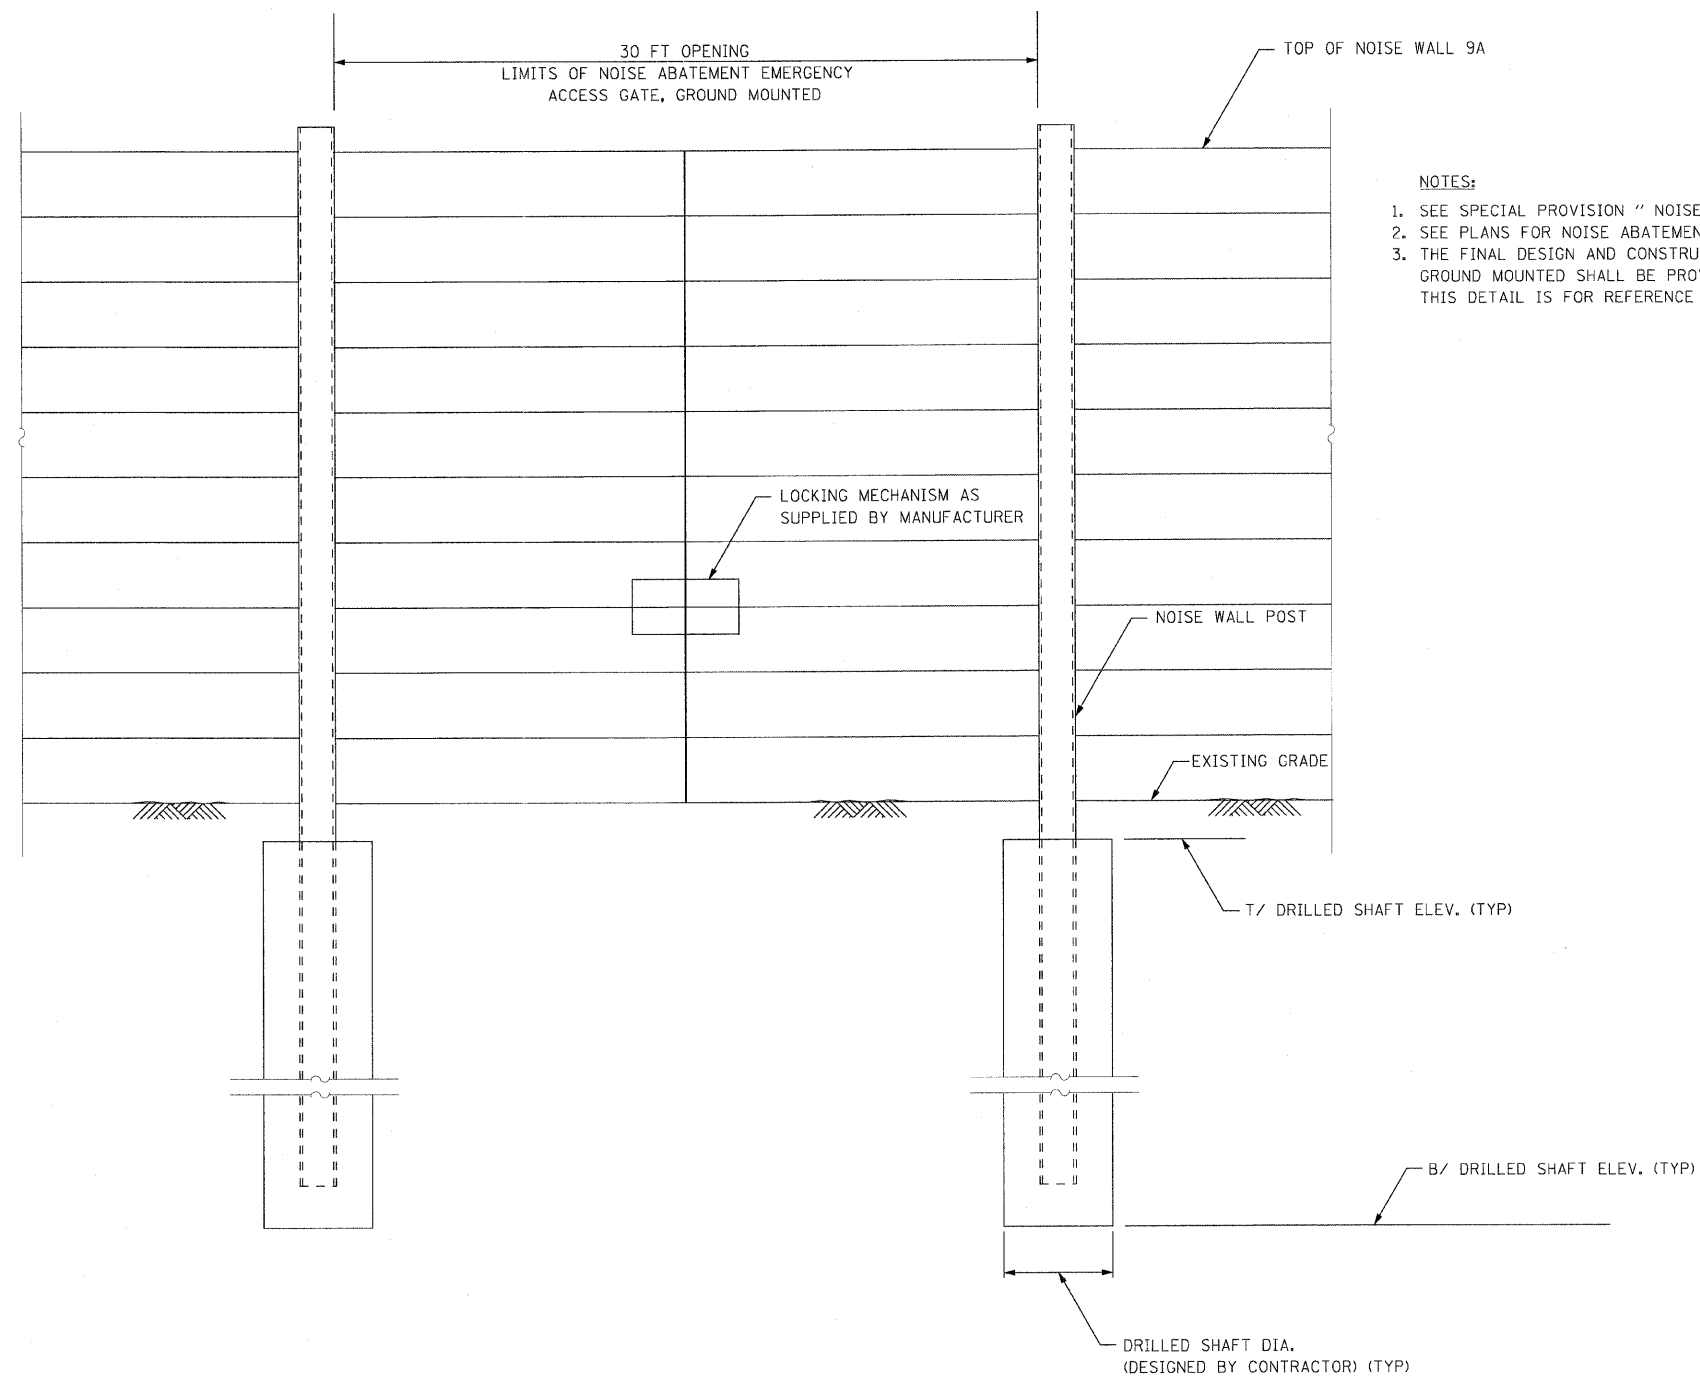 30 FT OPENING
LIMITS OF NOISE ABATEMENT EMERGENCY
ACCESS GATE, GROUND MOUNTED
TOP OF NOISE WALL 9A
NOTES:
1. SEE SPECIAL PROVISION " NOISE
2. SEE PLANS FOR NOISE
3. THE FINAL DESIGN AND
GROUND MOUNTED SHALL BE
THIS DETAIL IS FOR REFERENCE
LOCKING MECHANISM AS
SUPPLIED BY MANUFACTURER
NOISE WALL POST
EXISTING GRADE
T/ DRILLED SHAFT ELEV. (TYP)
B/ DRILLED SHAFT ELEV. (TYP)
DRILLED SHAFT DIA.
(DESIGNED BY CONTRACTOR) (TYP)